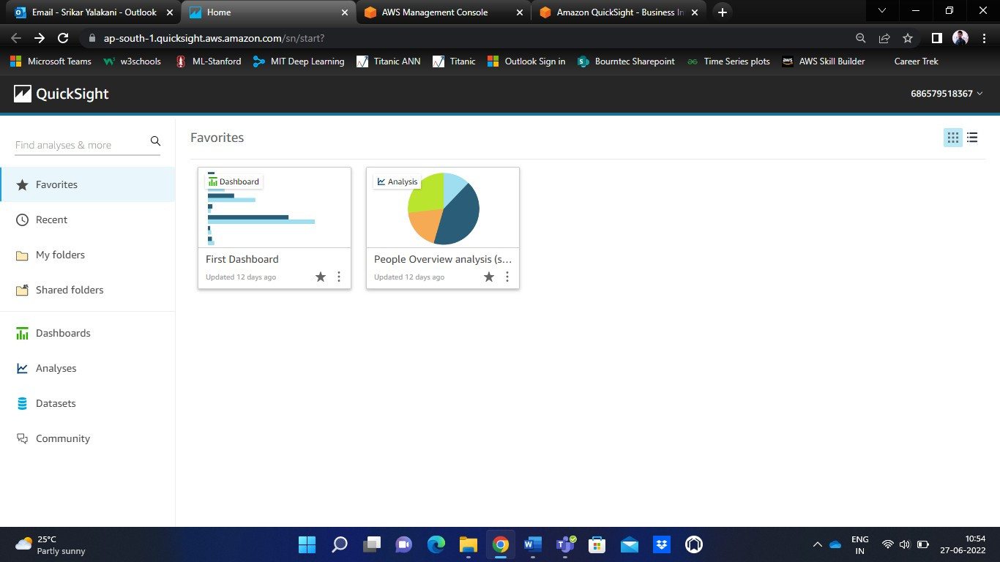 Email - Srikar Yalakani - Outlook
Home
AWS Management Console
Amazon QuickSight - Business In
ap-south-1.quicksight.aws.amazon.com/sn/start?
Microsoft Teams
w3schools
ML-Stanford
MIT Deep Learning
Titanic ANN
Titanic
Outlook Sign in
Bourntec Sharepoint
Time Series plots
aws
AWS Skill Builder
Career Trek
QuickSight
686579518367
Find analyses & more
Favorites
Recent
My folders
Shared folders
Dashboards
Analyses
Datasets
Community
Favorites
Dashboard
First Dashboard
Updated 12 days ago
Analysis
People Overview analysis (s...
Updated 12 days ago
25°C
Partly sunny
ENG
IN
10:54
27-06-2022